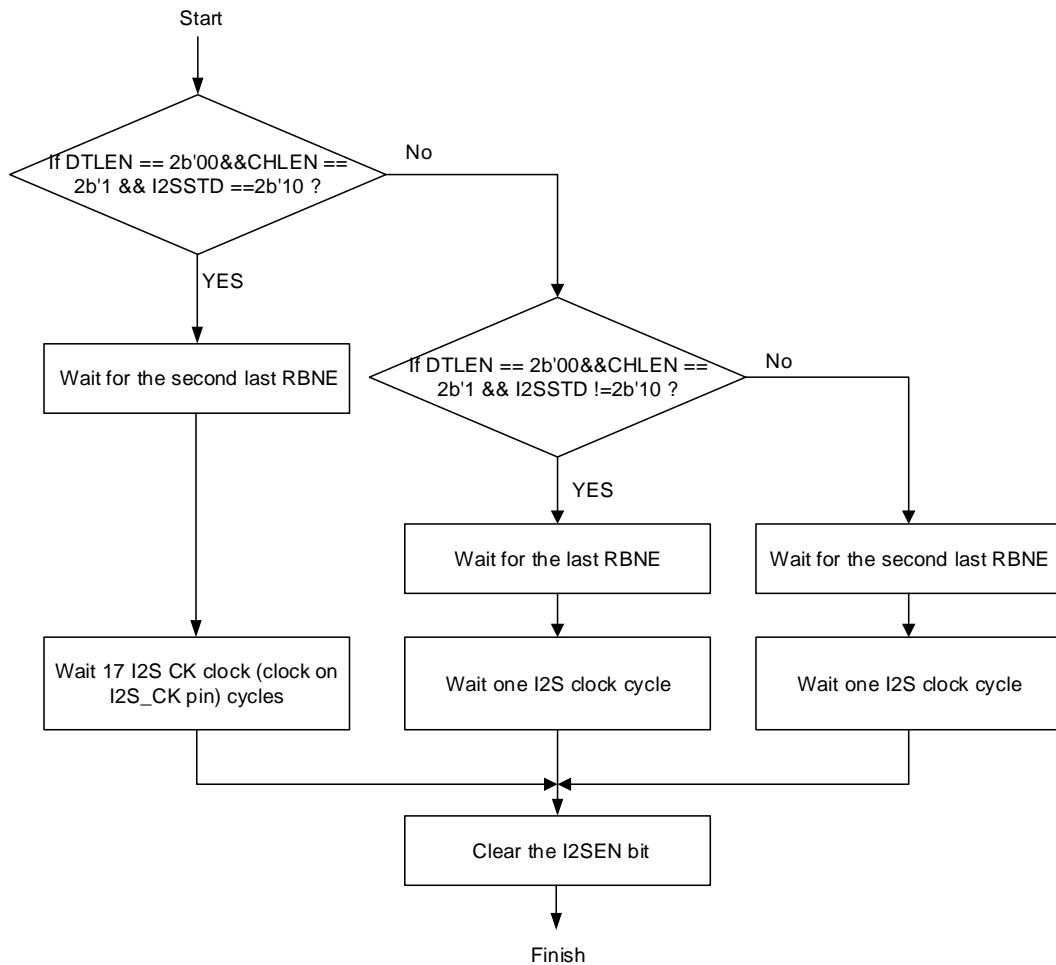 Start
If DTLEN == 2b'00&&CHLEN ==
2b'1 && I2SSTD ==2b'10 ?
No
YES
Wait for the second last RBNE
If DTLEN == 2b'00&&CHLEN ==
2b'1 && I2SSTD !=2b'10 ?
No
YES
Wait for the last RBNE
Wait for the second last RBNE
Wait 17 I2S CK clock (clock on
I2S_CK pin) cycles
Wait one I2S clock cycle
Wait one I2S clock cycle
Clear the I2SEN bit
Finish